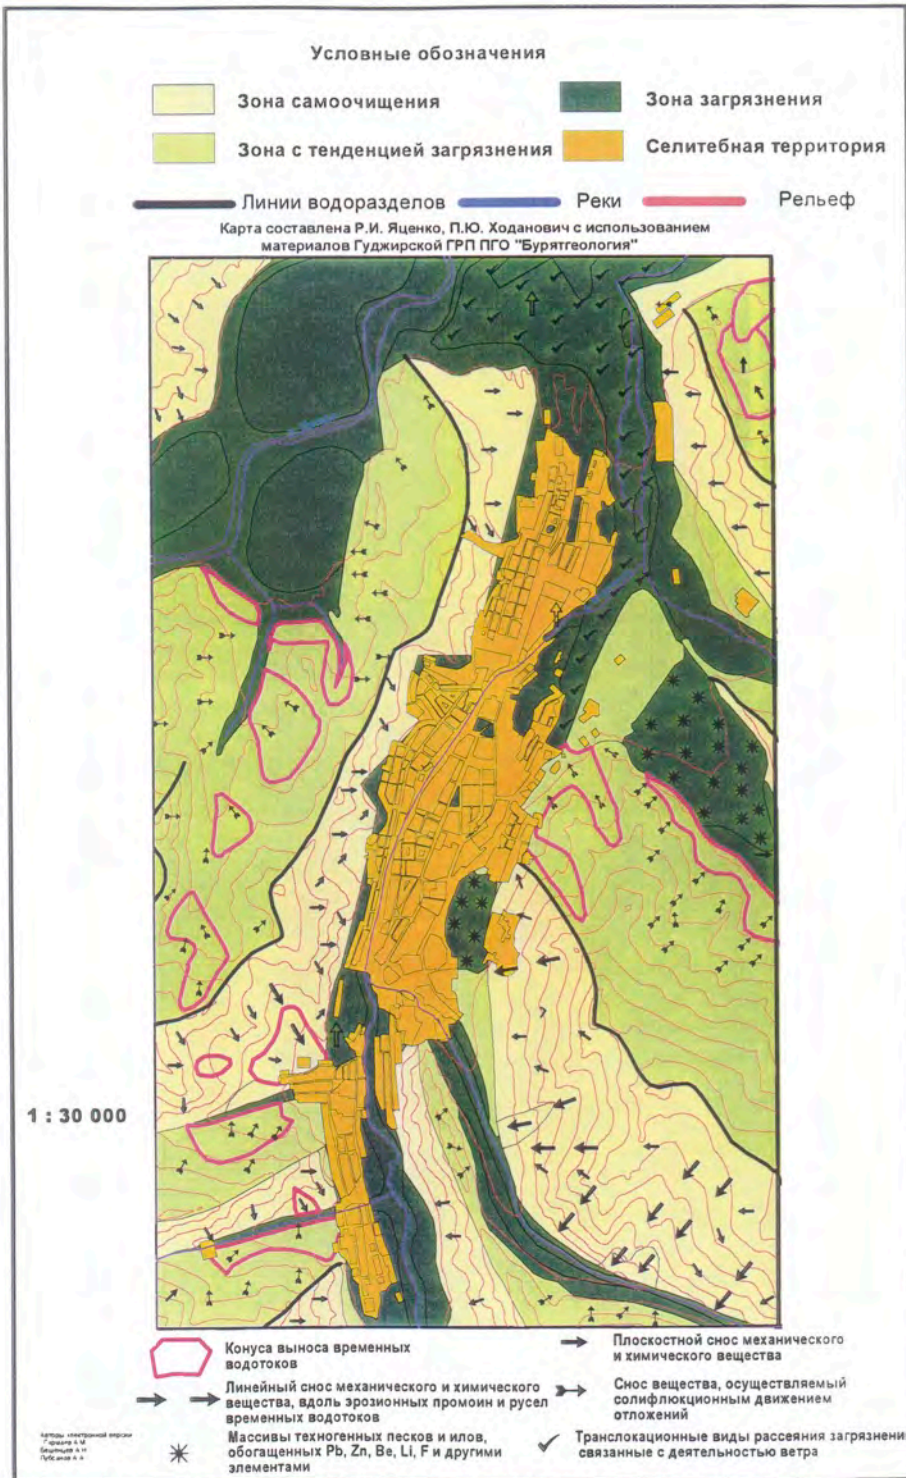 Условные обозначения
Зона самоочищения
Зона загрязнения
Зона с тенденцией загрязнения
Селитебная территория
Линии водоразделов
Реки
Рельеф
Карта составлена Р.И. Яценко, П.Ю. Ходанович с использованием
материалов Гуджирской ГРП ПГО "Бурятгеология"
1 : 30 000
Конуса выноса временных
водотоков
Плоскостной снос механического
и химического вещества
Линейный снос механического и химического
вещества, вдоль эрозионных промоин и русел
временных водотоков
Снос вещества, осуществляемый
солифлюкционным движением
отложений
Массивы техногенных песков и илов,
обогащенных Pb, Zn, Be, Li, F и другими
элементами
Транслокационные виды рассеяния загрязнени
связанные с деятельностью ветра
Авторы электронной версии